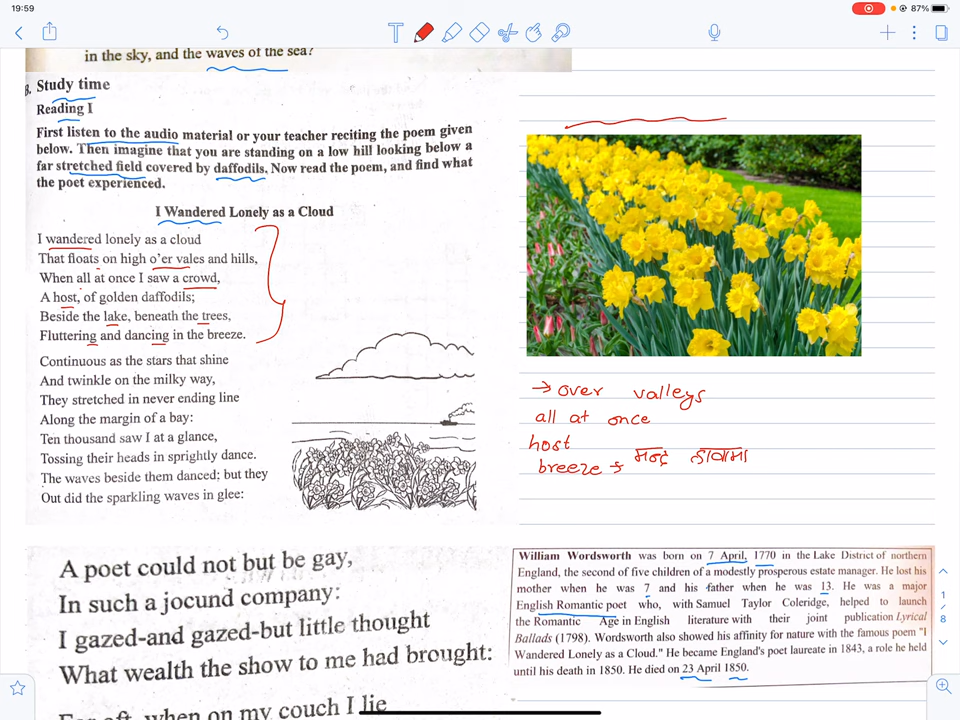 19:59
87%
T
in the sky, and the waves of the sea?
B. Study time
Reading I
First listen to the audio material or your teacher reciting the poem given
below. Then imagine that you are standing on a low hill looking below a
far stretched field covered by daffodils. Now read the poem, and find what
the poet experienced.
I Wandered Lonely as a Cloud
I wandered lonely as a cloud
That floats on high o'er vales and hills,
When all at once I saw a crowd,
A host, of golden daffodils;
Beside the lake, beneath the trees,
Fluttering and dancing in the breeze.
Continuous as the stars that shine
And twinkle on the milky way,
They stretched in never ending line
Along the margin of a bay:
Ten thousand saw I at a glance,
Tossing their heads in sprightly dance.
The waves beside them danced; but they
Out did the sparkling waves in glee:
→ over valleys
all at once
host
breeze → मन्द हावामा
A poet could not but be gay,
In such a jocund company:
I gazed-and gazed-but little thought
What wealth the show to me had brought:
For oft, when on my couch I lie
William Wordsworth was born on 7 April, 1770 in the Lake District of northern
England, the second of five children of a modestly prosperous estate manager. He lost his
mother when he was 7 and his father when he was 13. He was a major
English Romantic poet who, with Samuel Taylor Coleridge, helped to launch
the Romantic Age in English literature with their joint publication Lyrical
Ballads (1798). Wordsworth also showed his affinity for nature with the famous poem "I
Wandered Lonely as a Cloud." He became England's poet laureate in 1843, a role he held
until his death in 1850. He died on 23 April 1850.
1
8